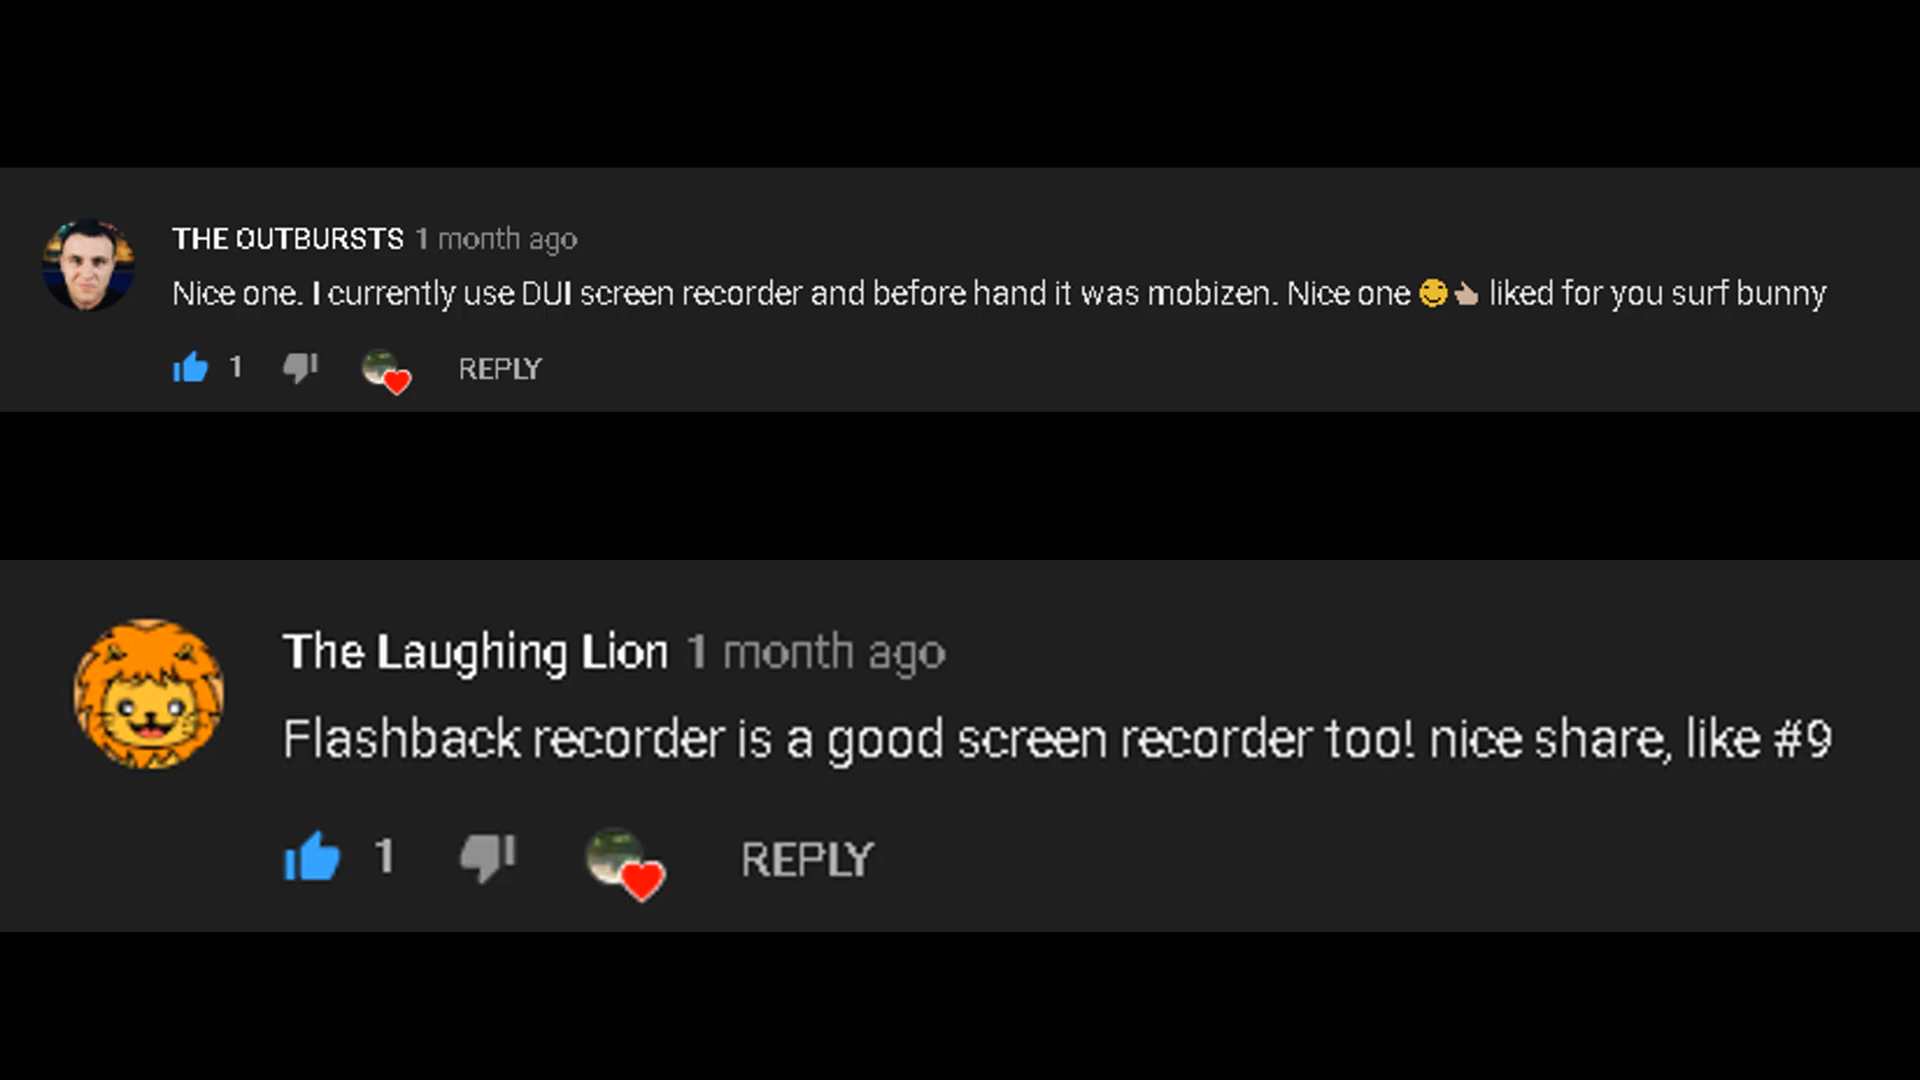 THE OUTBURSTS 1 month ago
Nice one. I currently use DUI screen recorder and before hand it was mobizen. Nice one 😊👍🏼 liked for you surf bunny
1 REPLY
The Laughing Lion 1 month ago
Flashback recorder is a good screen recorder too! nice share, like #9
1 REPLY